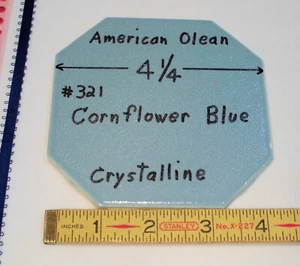 American Olean
4 1/4
#321
Cornflower Blue
Crystalline
INCHES 1 2 STANLEY 3 No.X-227 4